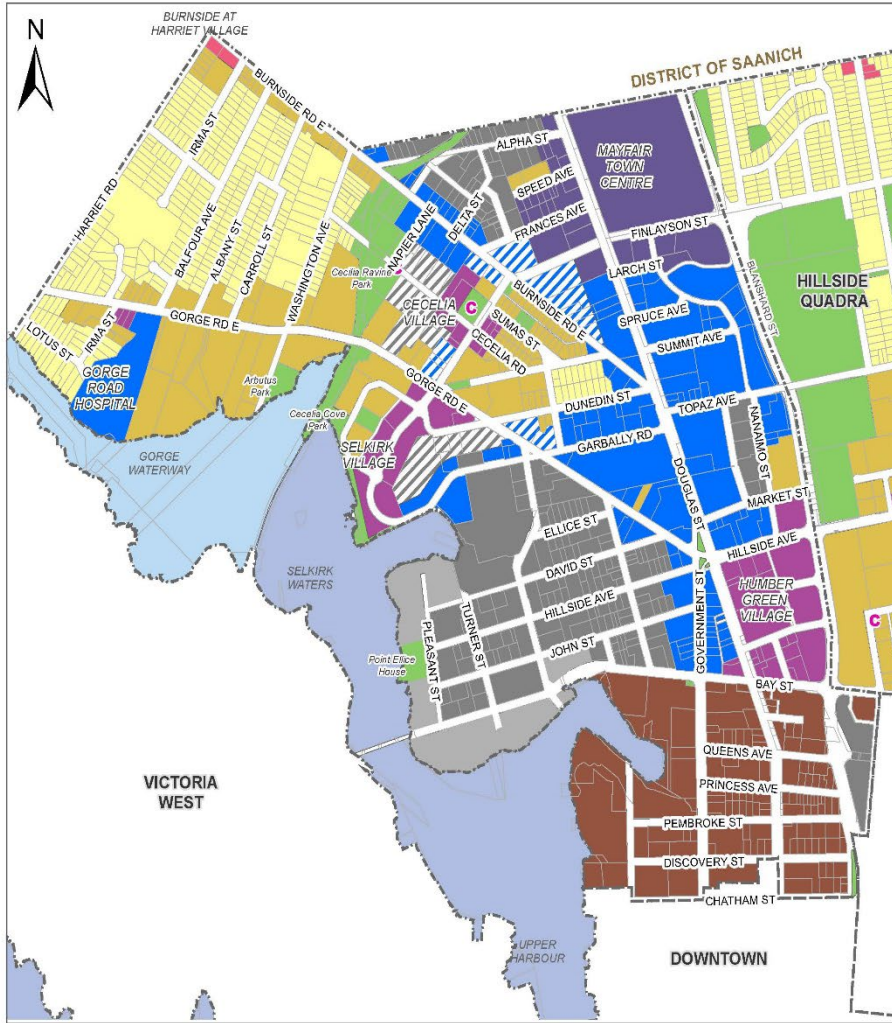 BURNSIDE AT
HARRIET VILLAGE
N
BURNSIDE RD E
DISTRICT OF SAANICH
IRMA ST
HARRIET RD
BALFOUR AVE
ALBANY ST
CARROLL ST
WASHINGTON AVE
ALPHA ST
MAYFAIR
TOWN
CENTRE
SPEED AVE
DELTA ST
NAPIER LANE
FRANCES AVE
FINLAYSON ST
LARCH ST
BLANSHARD ST
HILLSIDE
QUADRA
Cecelia Ravine
Park
CECELIA
VILLAGE
C
BURNSIDE RD E
SUMAS ST
CECELIA RD
SPRUCE AVE
SUMMIT AVE
GORGE RD E
LOTUS ST
IRMA ST
GORGE
ROAD
HOSPITAL
Arbutus
Park
GORGE RD E
Cecelia Cove
Park
DUNEDIN ST
TOPAZ AVE
NANAIMO ST
GARBALLY RD
SELKIRK
VILLAGE
GORGE
WATERWAY
DOUGLAS ST
MARKET ST
ELLICE ST
HILLSIDE AVE
DAVID ST
SELKIRK
WATERS
HILLSIDE AVE
HUMBER
GREEN
VILLAGE
C
TURNER ST
PLEASANT ST
JOHN ST
GOVERNMENT ST
Point Ellice
House
BAY ST
QUEENS AVE
VICTORIA
WEST
PRINCESS AVE
PEMBROKE ST
DISCOVERY ST
CHATHAM ST
UPPER
HARBOUR
DOWNTOWN